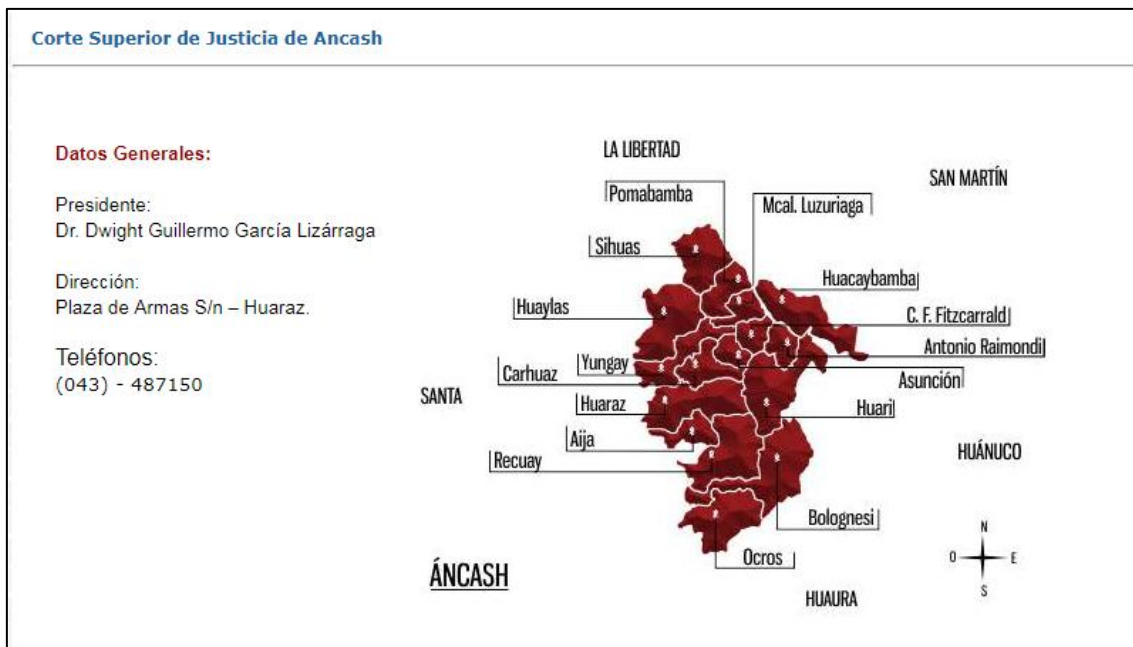 Corte Superior de Justicia de Ancash
Datos Generales:
Presidente:
Dr. Dwight Guillermo García Lizárraga
Dirección:
Plaza de Armas S/n – Huaraz.
Teléfonos:
(043) - 487150
LA LIBERTAD
SAN MARTÍN
Pomabamba
Mcal. Luzuriaga
Sihuas
Huacaybamba
Huaylas
C. F. Fitzcarrald
Antonio Raimondi
Yungay
Carhuaz
Asunción
SANTA
Huaraz
Huari
Aija
HUÁNUCO
Recuay
Bolognesi
N
O
E
S
Ocros
ÁNCASH
HUAURA